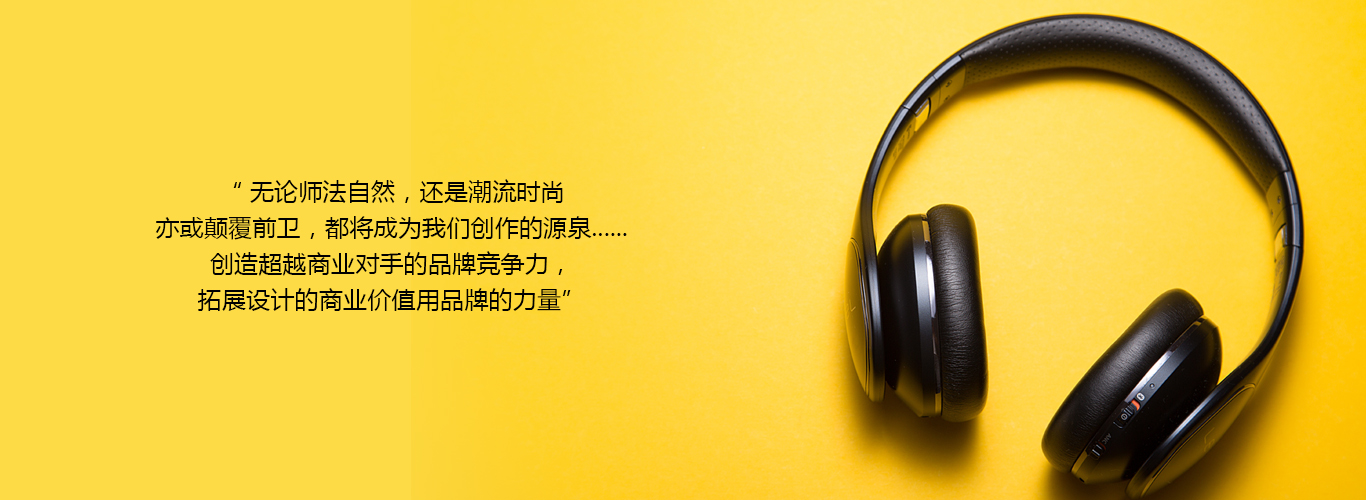 “ 无论师法自然，还是潮流时尚
亦或颠覆前卫，都将成为我们创作的源泉......
创造超越商业对手的品牌竞争力，
拓展设计的商业价值用品牌的力量”